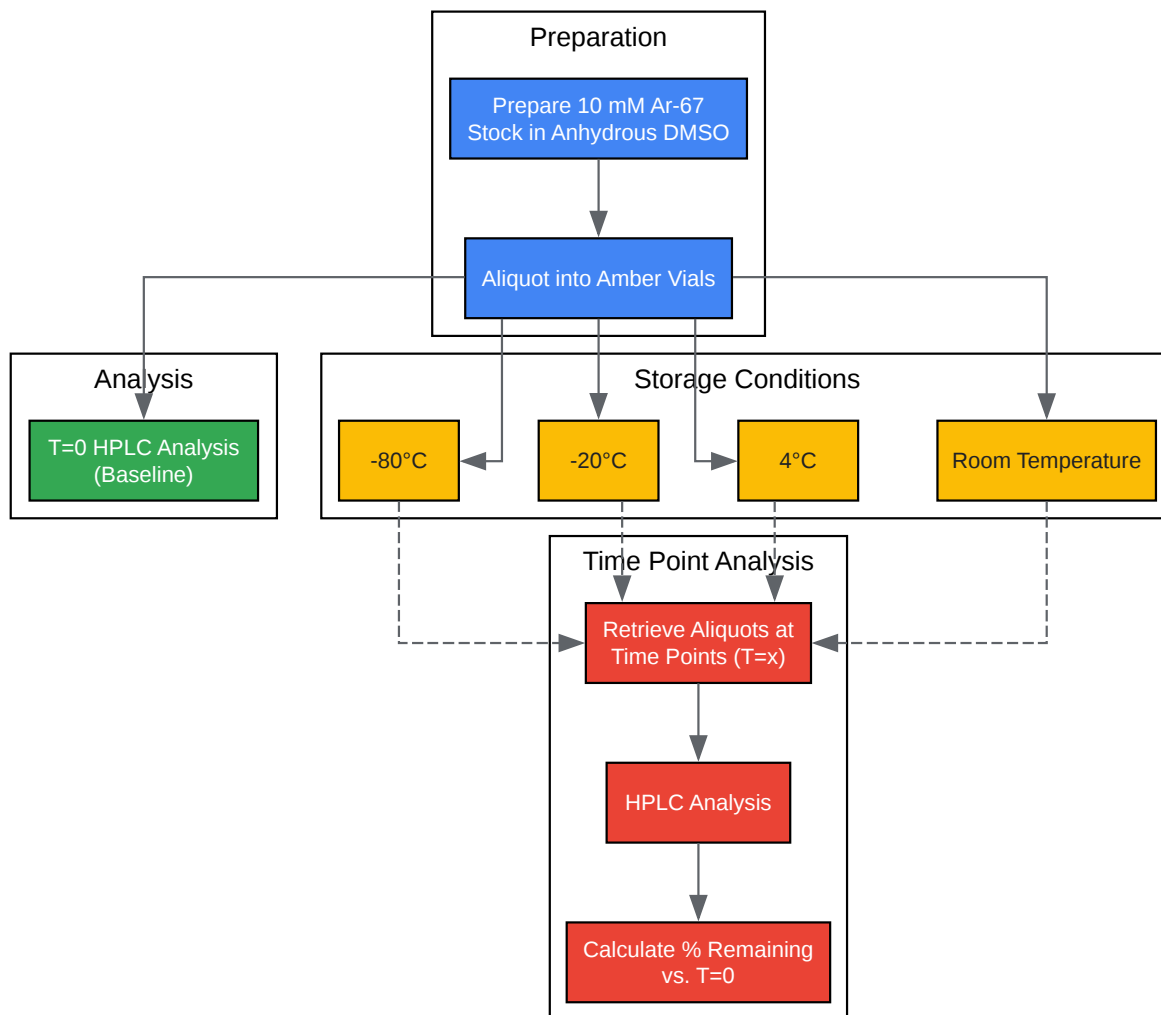 Preparation
Prepare 10 mM Ar-67
Stock in Anhydrous DMSO
Aliquot into Amber Vials
Analysis
T=0 HPLC Analysis
(Baseline)
Storage Conditions
-80°C
-20°C
4°C
Room Temperature
Time Point Analysis
Retrieve Aliquots at
Time Points (T=x)
HPLC Analysis
Calculate % Remaining
vs. T=0